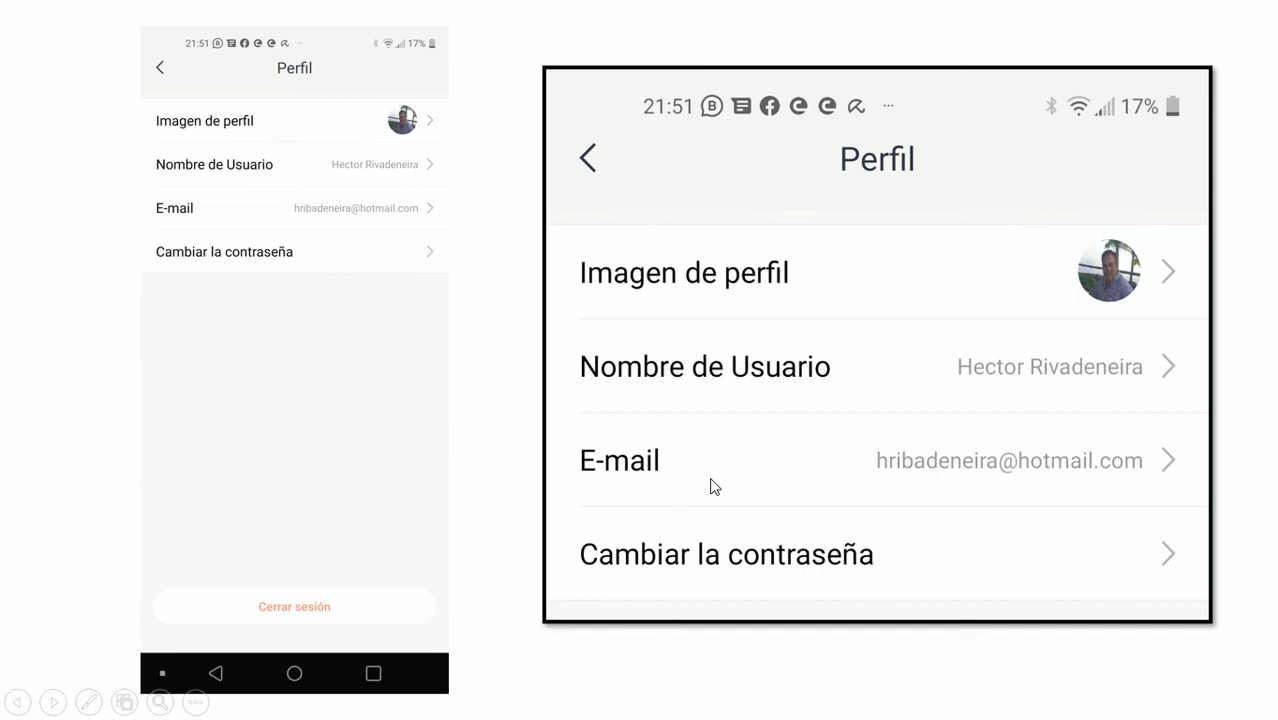 21:51
17%
Perfil
Imagen de perfil
Nombre de Usuario Hector Rivadeneira
E-mail hribadeneira@hotmail.com
Cambiar la contraseña
Cerrar sesión
21:51 B ... 17%
Perfil
Imagen de perfil
Nombre de Usuario Hector Rivadeneira
E-mail hribadeneira@hotmail.com
Cambiar la contraseña